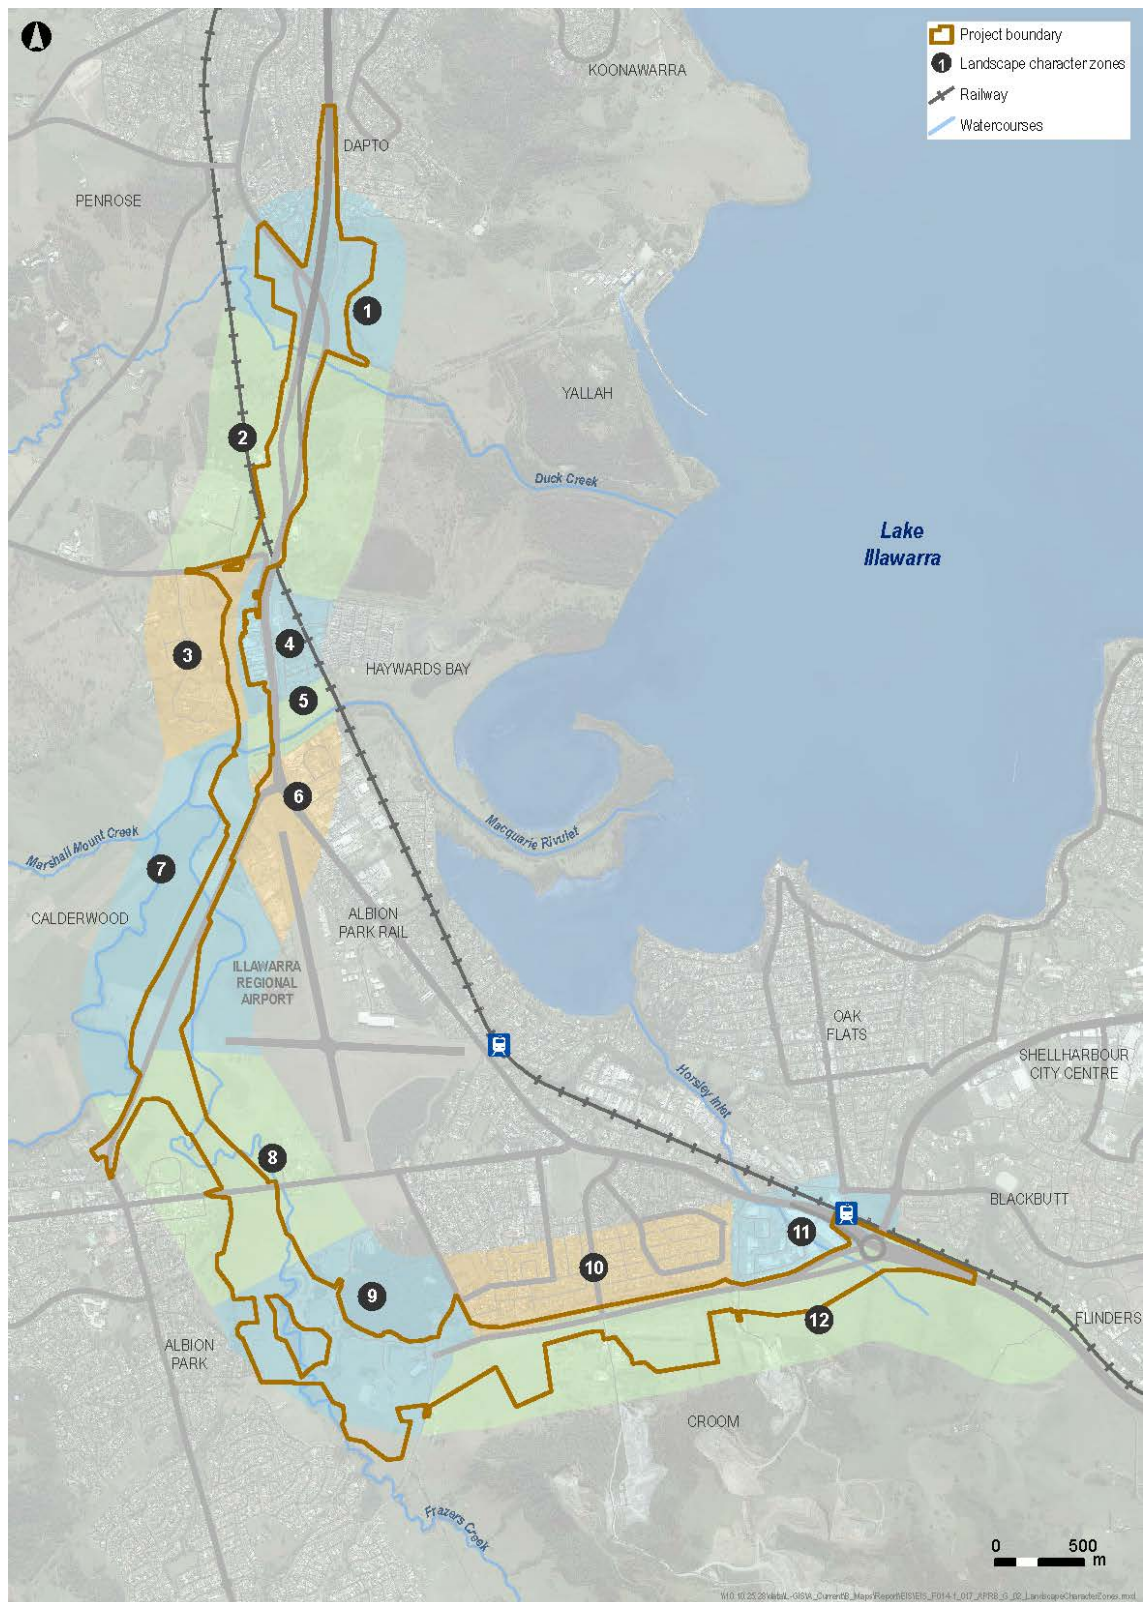 Project boundary
1 Landscape character zones
Railway
Watercourses
KOONAWARRA
DAPTO
PENROSE
1
YALLAH
2
Duck Creek
Lake
Illawarra
3
4
HAYWARDS BAY
5
6
Macquarie Rivulet
Marshall Mount Creek
7
CALDERWOOD
ALBION
PARK RAIL
ILLAWARRA
REGIONAL
AIRPORT
OAK
FLATS
SHELLHARBOUR
CITY CENTRE
Horsley Inlet
8
BLACKBUTT
11
10
9
12
FLINDERS
ALBION
PARK
CROOM
Frazers Creek
0 500
m